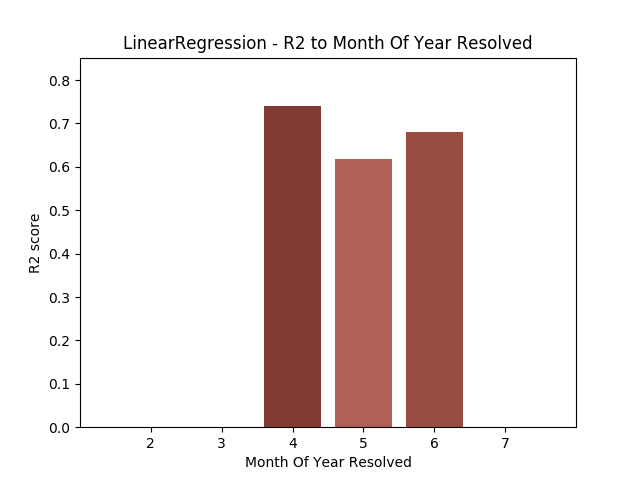 LinearRegression - R2 to Month Of Year Resolved
0.8
0.7
0.6
0.5
0.4
0.3
0.2
0.1
0.0
R2 score
2 3 4 5 6 7
Month Of Year Resolved